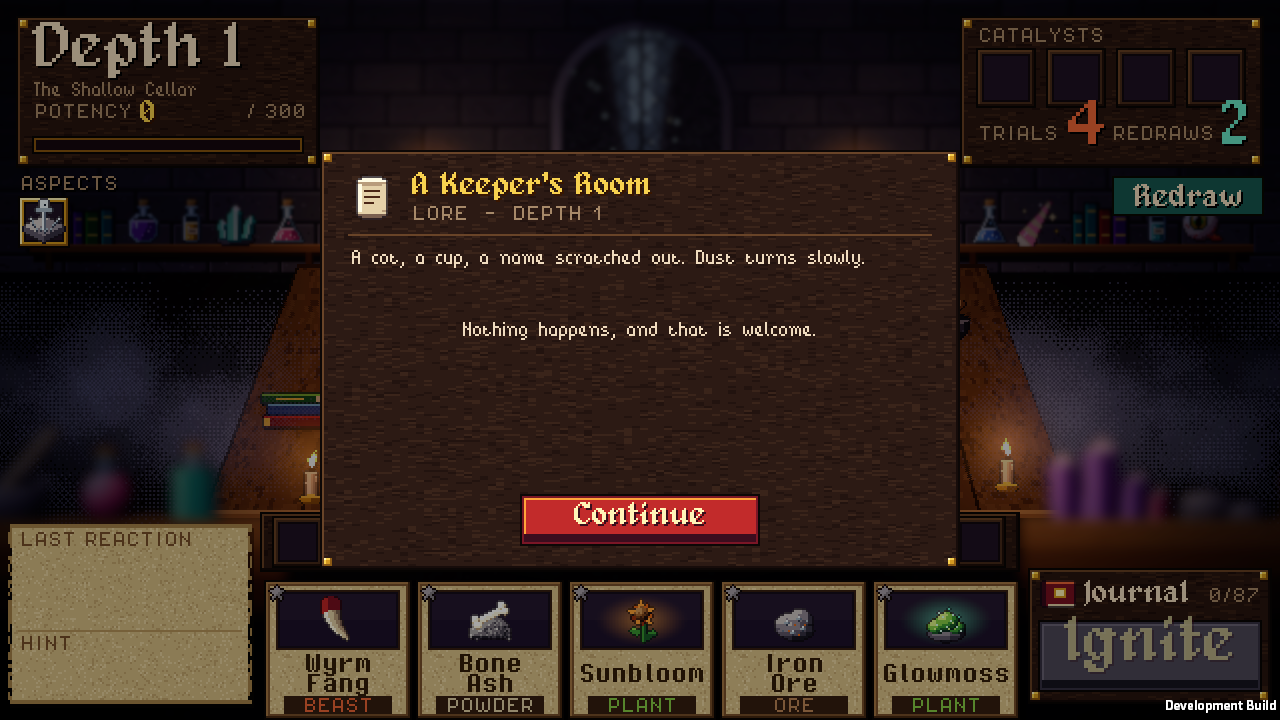 Depth 1
The Shallow Cellar
POTENCY 0 / 300
ASPECTS
CATALYSTS
TRIALS 4 REDRAWS 2
Redraw
A Keeper's Room
LORE - DEPTH 1
A cot, a cup, a name scratched out. Dust turns slowly.
Nothing happens, and that is welcome.
Continue
LAST REACTION
HINT
Wyrm
Fang
BEAST
Bone
Ash
POWDER
Sunbloom
PLANT
Iron
Ore
ORE
Glowmoss
PLANT
Journal 0/87
Ignite
Development Build